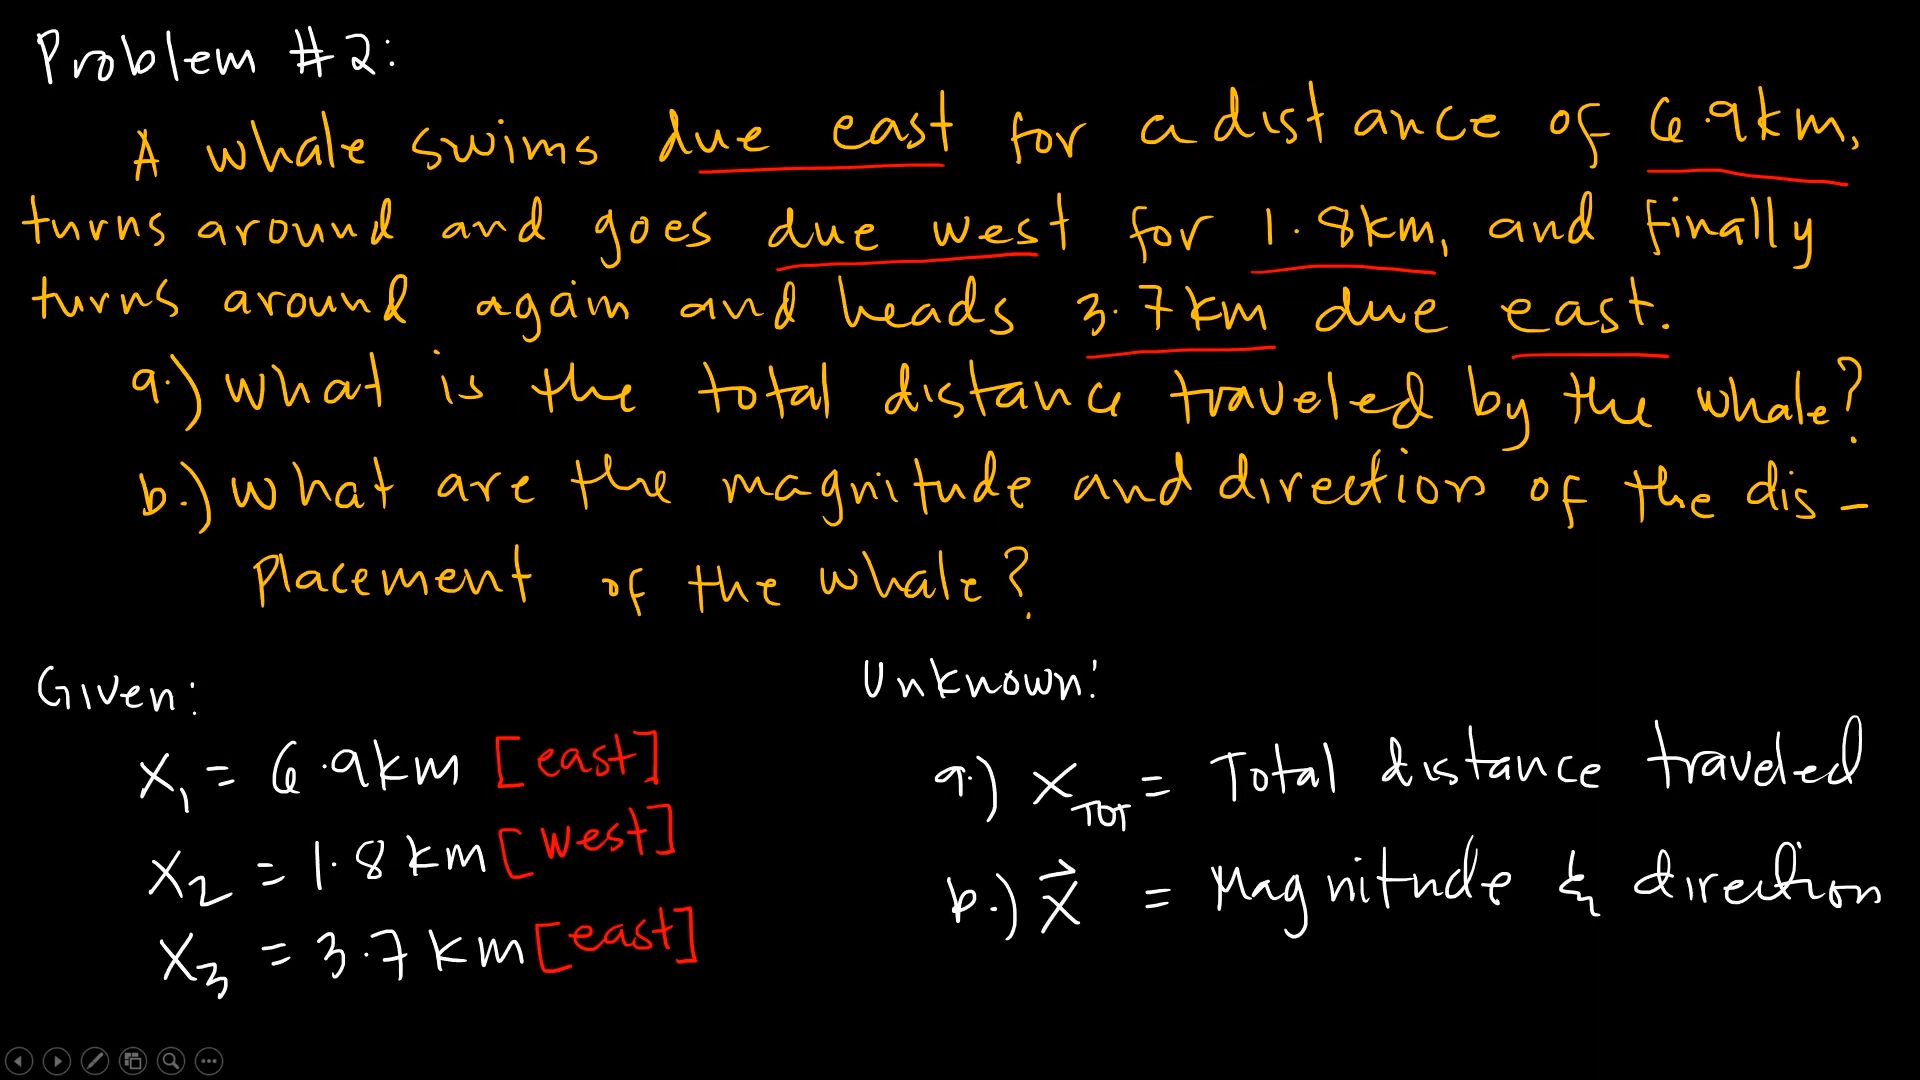 Problem #2:
A whale swims due east for a distance of 6.9km,
turns around and goes due west for 1.8km, and finally
turns around again and heads 3.7km due east.
a.) what is the total distance traveled by the whale?
b.) what are the magnitude and direction of the dis-
placement of the whale?
Given:
x1 = 6.9km [east]
x2 = 1.8km [west]
x3 = 3.7km [east]
Unknown:
a.) xTOT = Total distance traveled
b.) x⃗ = Magnitude & direction